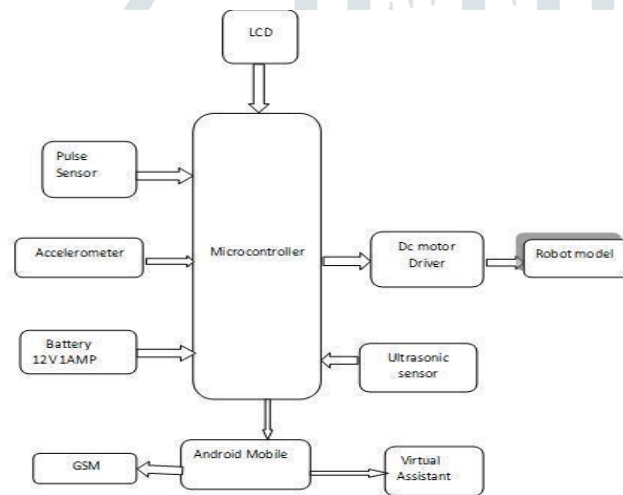 LCD
Pulse
Sensor
Accelerometer
Microcontroller
Dc motor
Driver
Robot model
Battery
12V 1AMP
Ultrasonic
sensor
Android Mobile
GSM
Virtual
Assistant